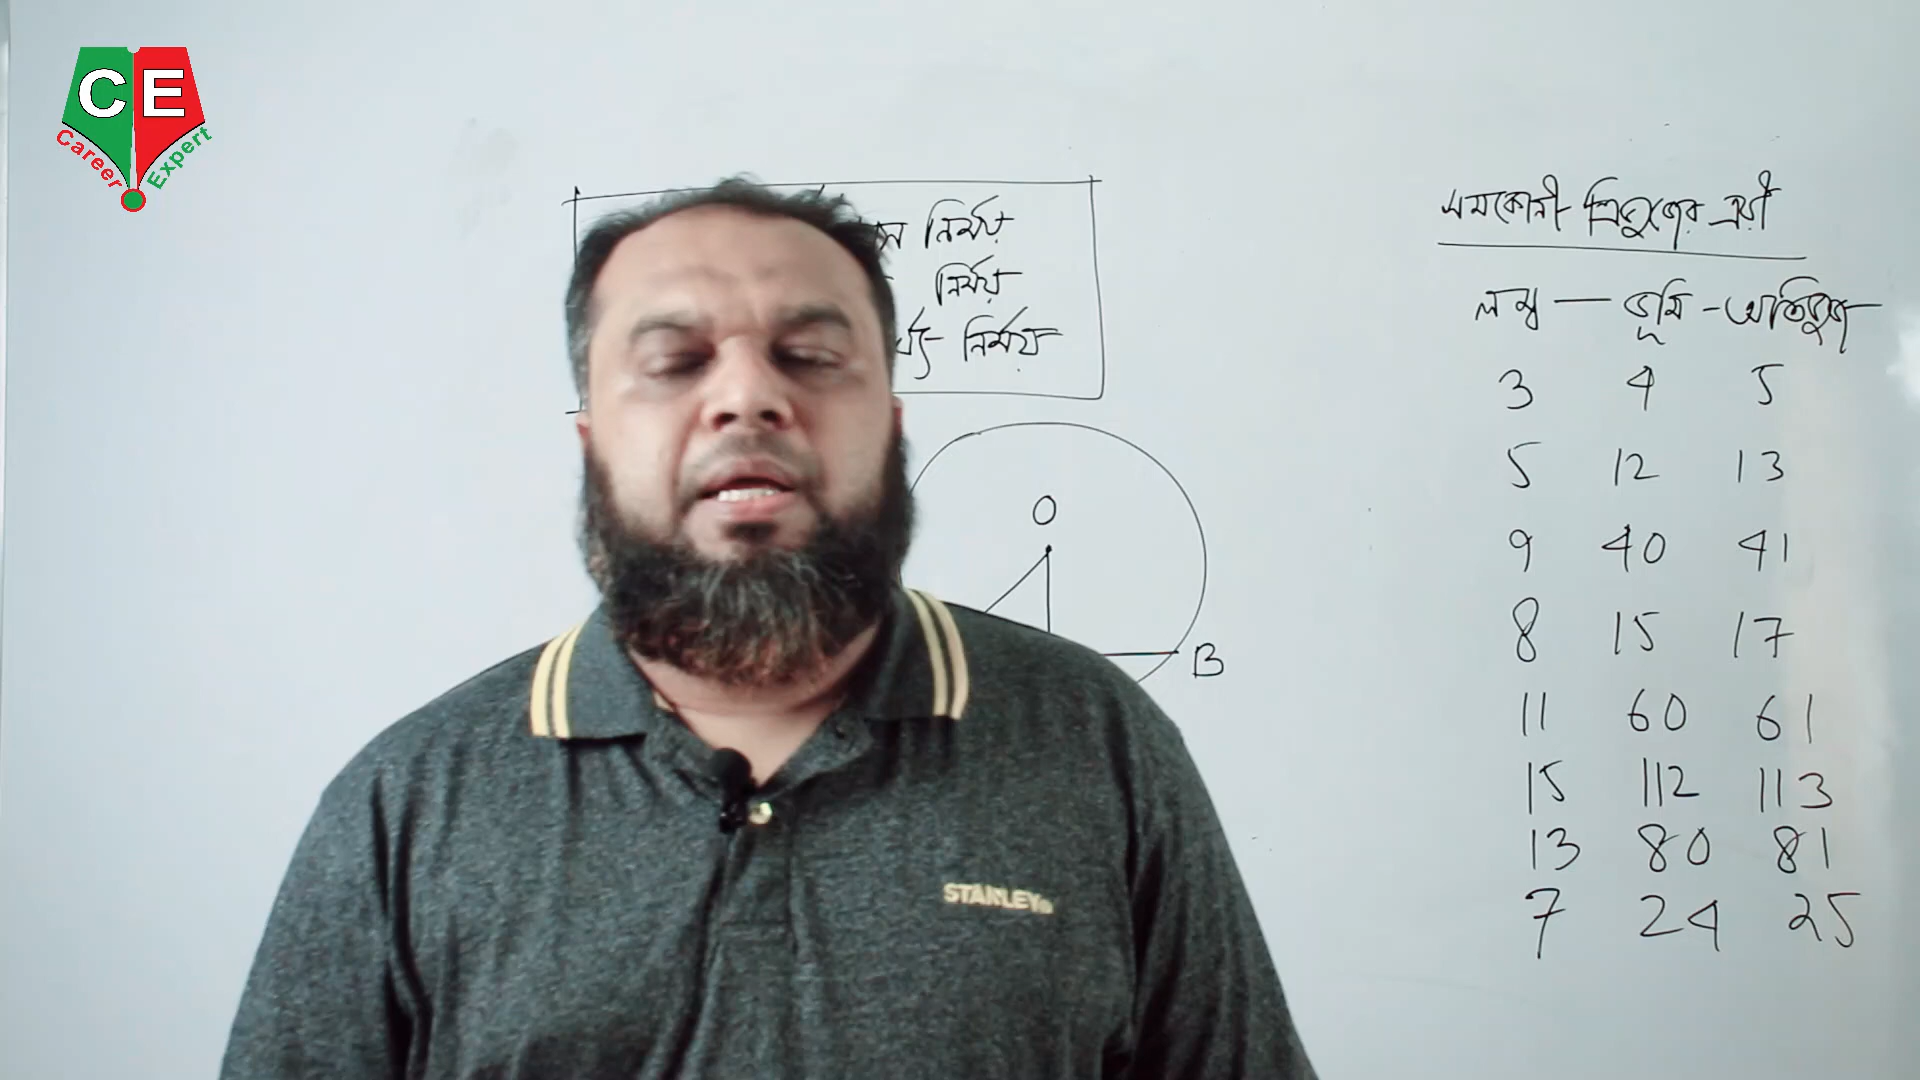 CE
Career Expert
নির্ণয়
নির্ণয়
নির্ণয়
O
B
STANLEY
সমকোনী ত্রিভুজের ত্রয়ী
লম্ব — ভূমি - অতিভুজ
3 4 5
5 12 13
9 40 41
8 15 17
11 60 61
15 112 113
13 80 81
7 24 25